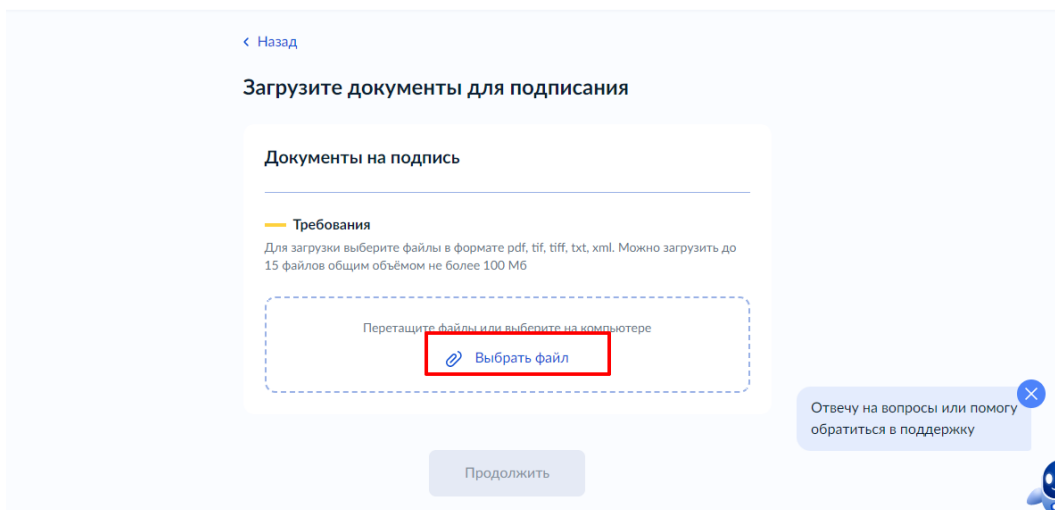 Назад
Загрузите документы для подписания
Документы на подпись
Требования
Для загрузки выберите файлы в формате pdf, tif, tiff, txt, xml. Можно загрузить до
15 файлов общим объёмом не более 100 Мб
Перетащите файлы или выберите на компьютере
Выбрать файл
Отвечу на вопросы или помогу
обратиться в поддержку
Продолжить